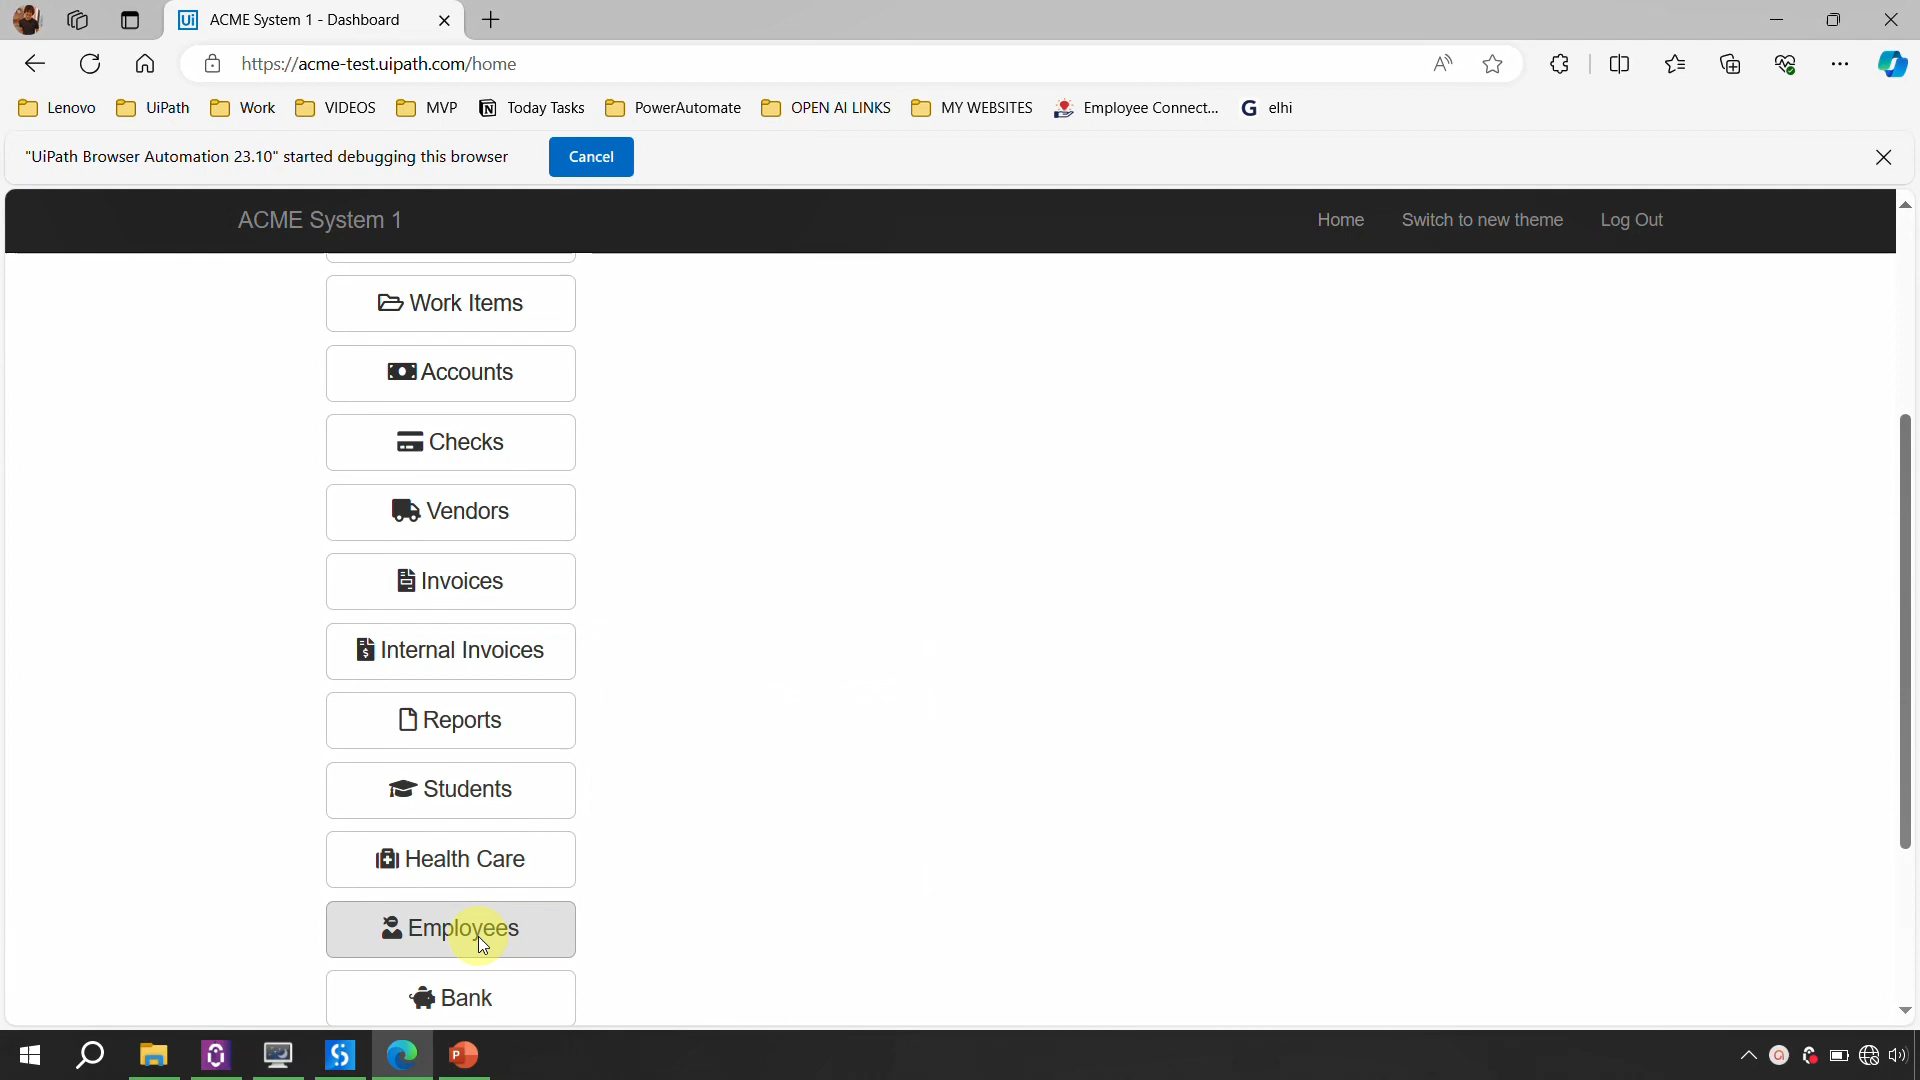 Ui ACME System 1 - Dashboard
https://acme-test.uipath.com/home
Lenovo UiPath Work VIDEOS MVP Today Tasks PowerAutomate OPEN AI LINKS MY WEBSITES Employee Connect... G elhi
"UiPath Browser Automation 23.10" started debugging this browser Cancel
ACME System 1 Home Switch to new theme Log Out
Work Items
Accounts
Checks
Vendors
Invoices
Internal Invoices
Reports
Students
Health Care
Employees
Bank